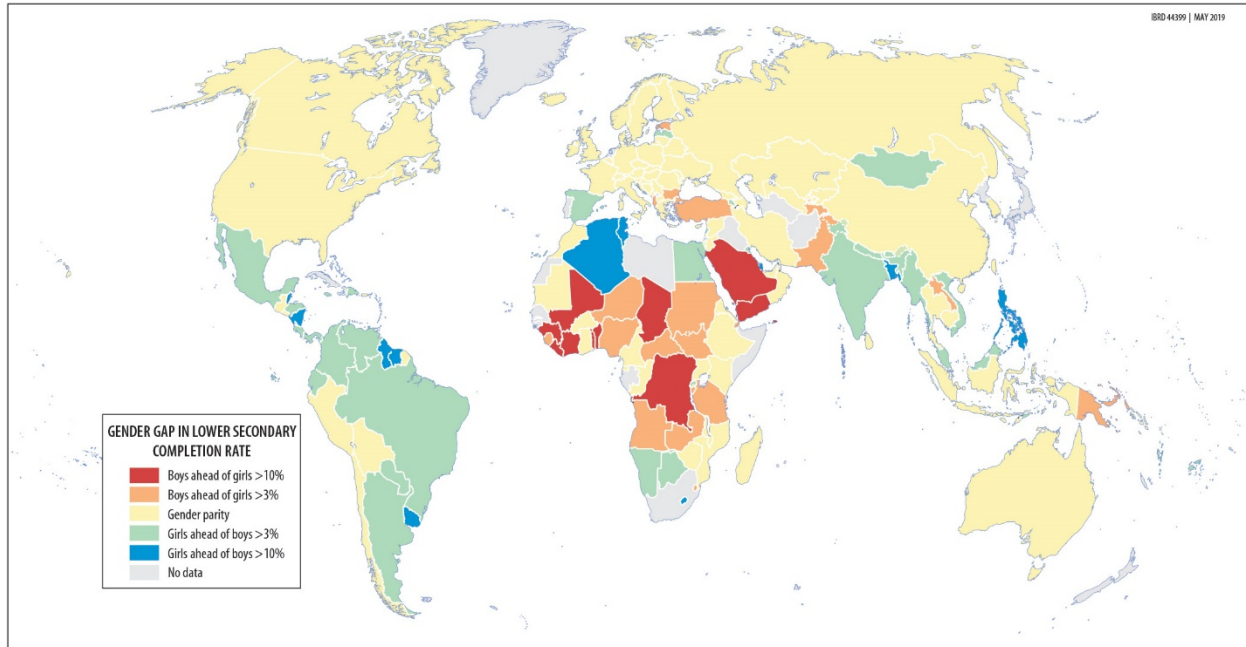 IBRD 44399 | MAY 2019
GENDER GAP IN LOWER SECONDARY
COMPLETION RATE
Boys ahead of girls >10%
Boys ahead of girls >3%
Gender parity
Girls ahead of boys >3%
Girls ahead of boys >10%
No data